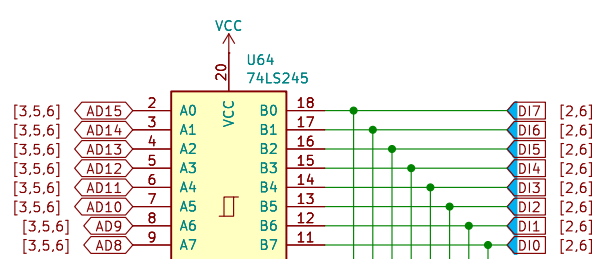 VCC
U64
74LS245
20
VCC
[3,5,6] AD15 2 A0 B0 18 DI7 [2,6]
[3,5,6] AD14 3 A1 B1 17 DI6 [2,6]
[3,5,6] AD13 4 A2 B2 16 DI5 [2,6]
[3,5,6] AD12 5 A3 B3 15 DI4 [2,6]
[3,5,6] AD11 6 A4 B4 14 DI3 [2,6]
[3,5,6] AD10 7 A5 B5 13 DI2 [2,6]
[3,5,6] AD9 8 A6 B6 12 DI1 [2,6]
[3,5,6] AD8 9 A7 B7 11 DI0 [2,6]